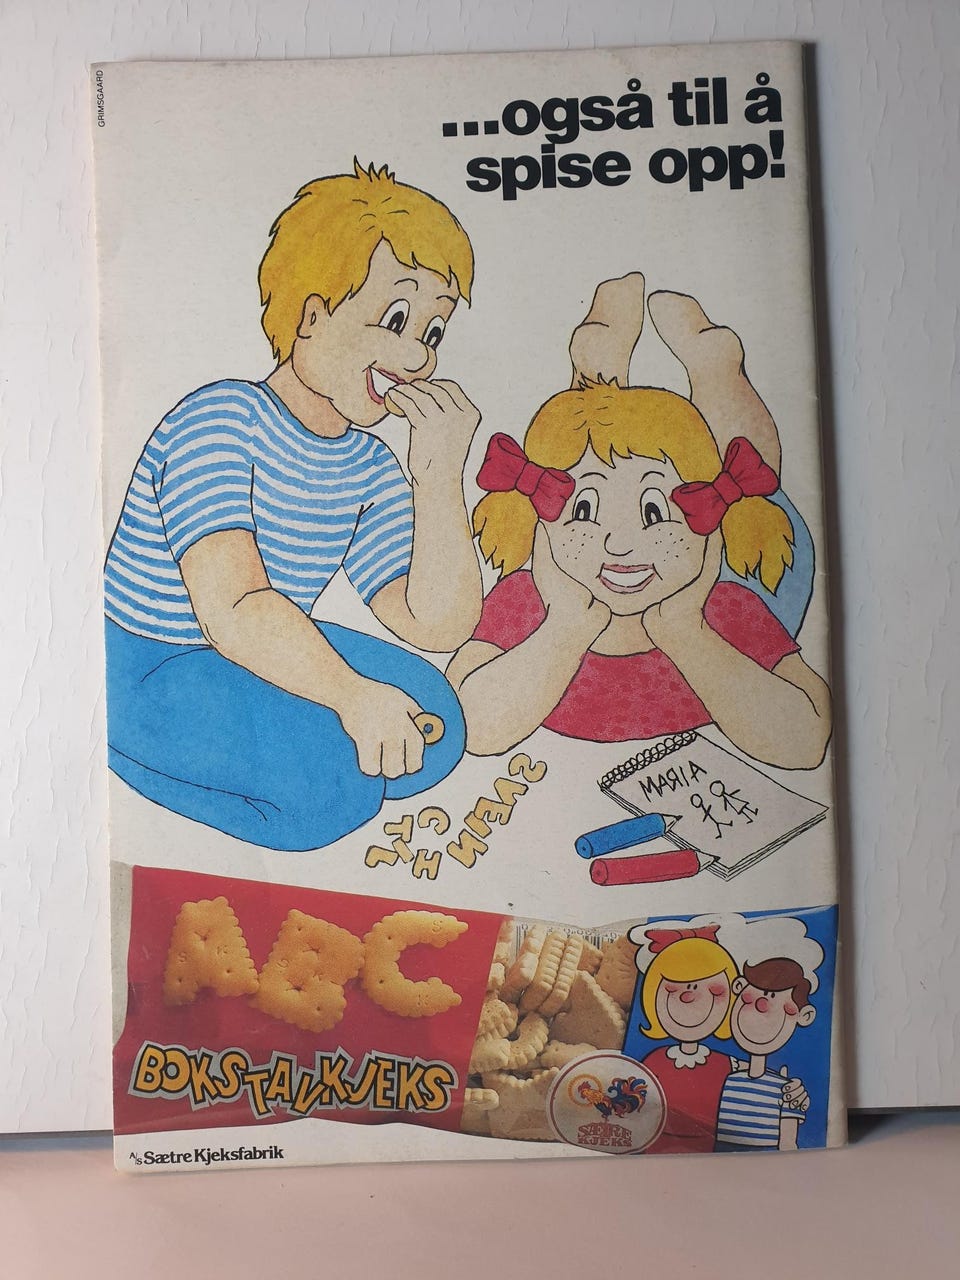 GRIMSGAARD
...også til å
spise opp!
SVEIN
MARIA
ABC
BOKSTAVKJEKS
SÆTRE
KJEKS
A/S Sætre Kjeksfabrik